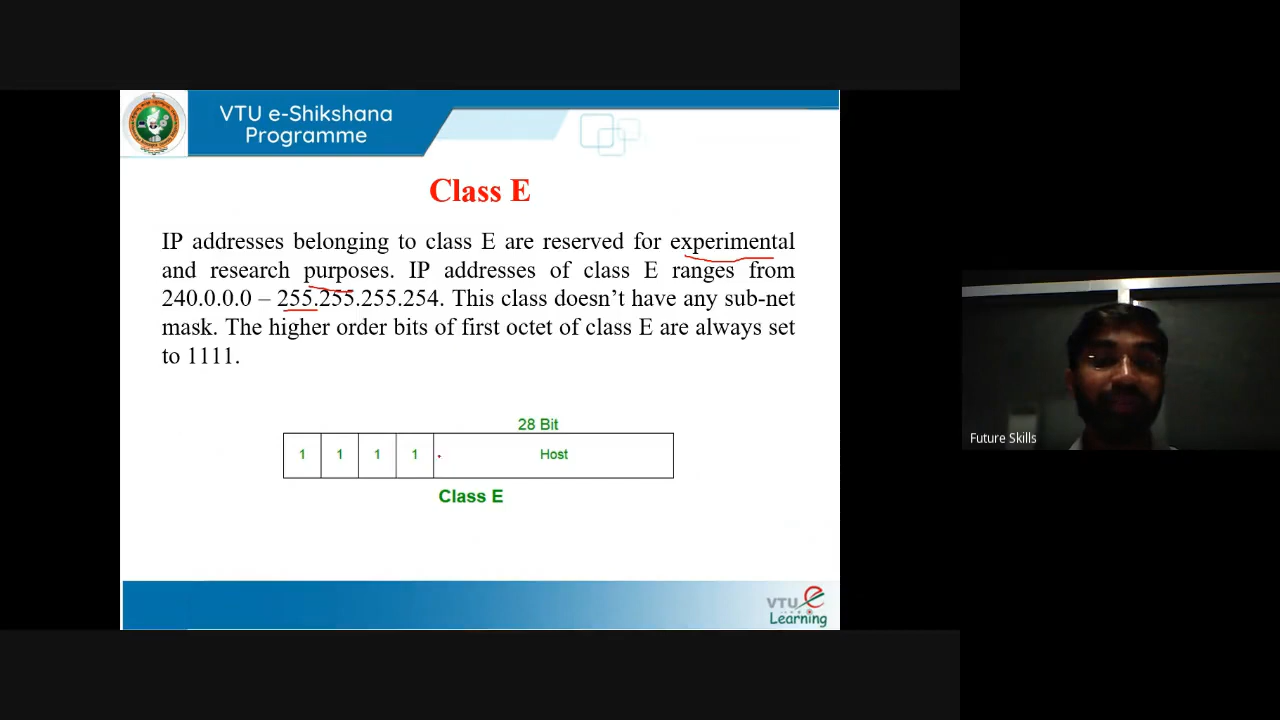 VTU e-Shikshana
Programme
Class E
IP addresses belonging to class E are reserved for experimental
and research purposes. IP addresses of class E ranges from
240.0.0.0 – 255.255.255.254. This class doesn’t have any sub-net
mask. The higher order bits of first octet of class E are always set
to 1111.
28 Bit
1 1 1 1 Host
Class E
Future Skills
VTU e
Learning